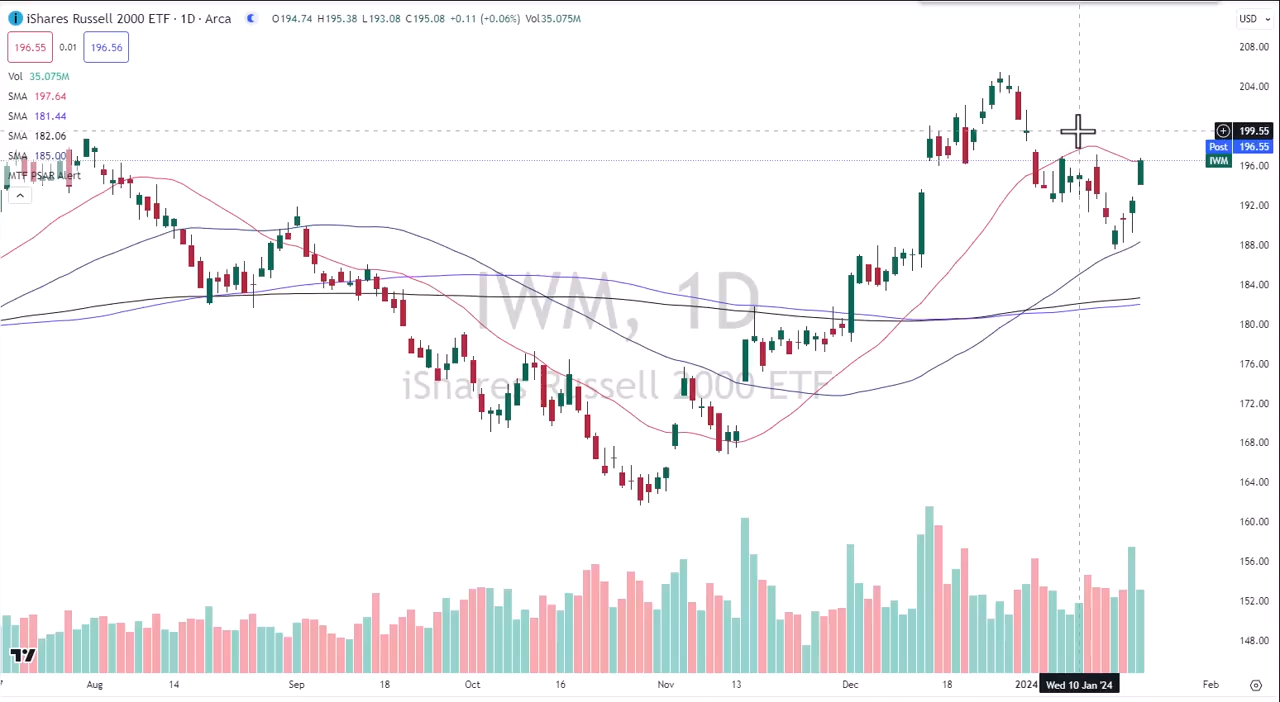 iShares Russell 2000 ETF · 1D · Arca O194.74 H195.38 L193.08 C195.08 +0.11 (+0.06%) Vol35.075M
USD
196.55 0.01 196.56
Vol 35.075M
SMA 197.64
SMA 181.44
SMA 182.06
SMA 185.00
MTF PSAR Alert
208.00
204.00
199.55
Post 196.55
IWM
196.00
192.00
188.00
184.00
180.00
176.00
172.00
168.00
164.00
160.00
156.00
152.00
148.00
IWM, 1D
iShares Russell 2000 ETF
Aug 14 Sep 18 Oct 16 Nov 13 Dec 18 2024 Wed 10 Jan '24 Feb